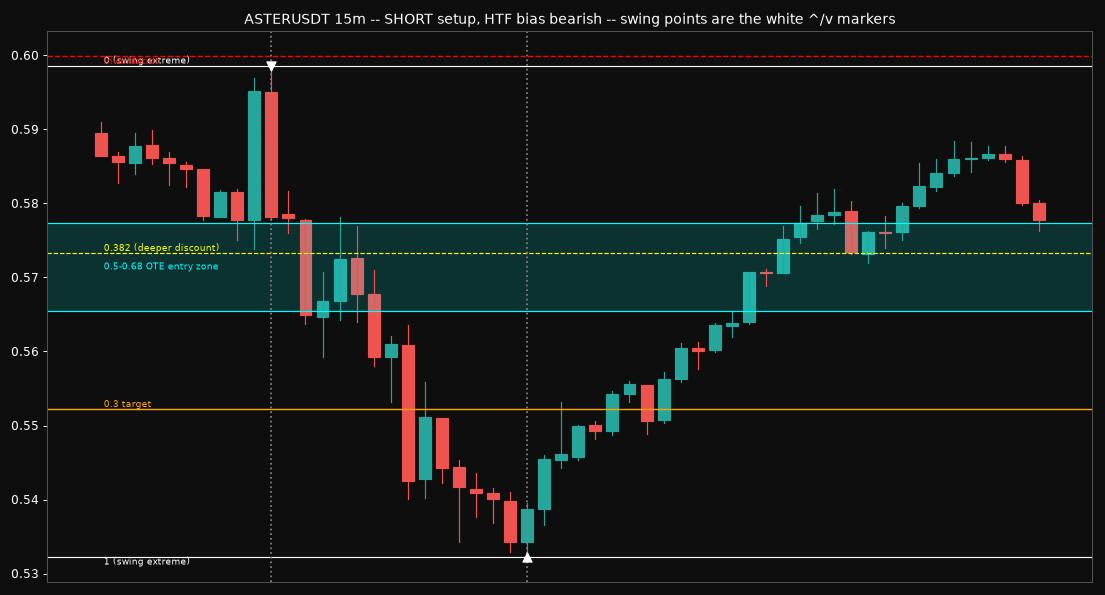 ASTERUSDT 15m -- SHORT setup, HTF bias bearish -- swing points are the white ^/v markers
0.60
0 (swing extreme)
0.59
0.58
0.382 (deeper discount)
0.57
0.5-0.68 OTE entry zone
0.56
0.3 target
0.55
0.54
1 (swing extreme)
0.53